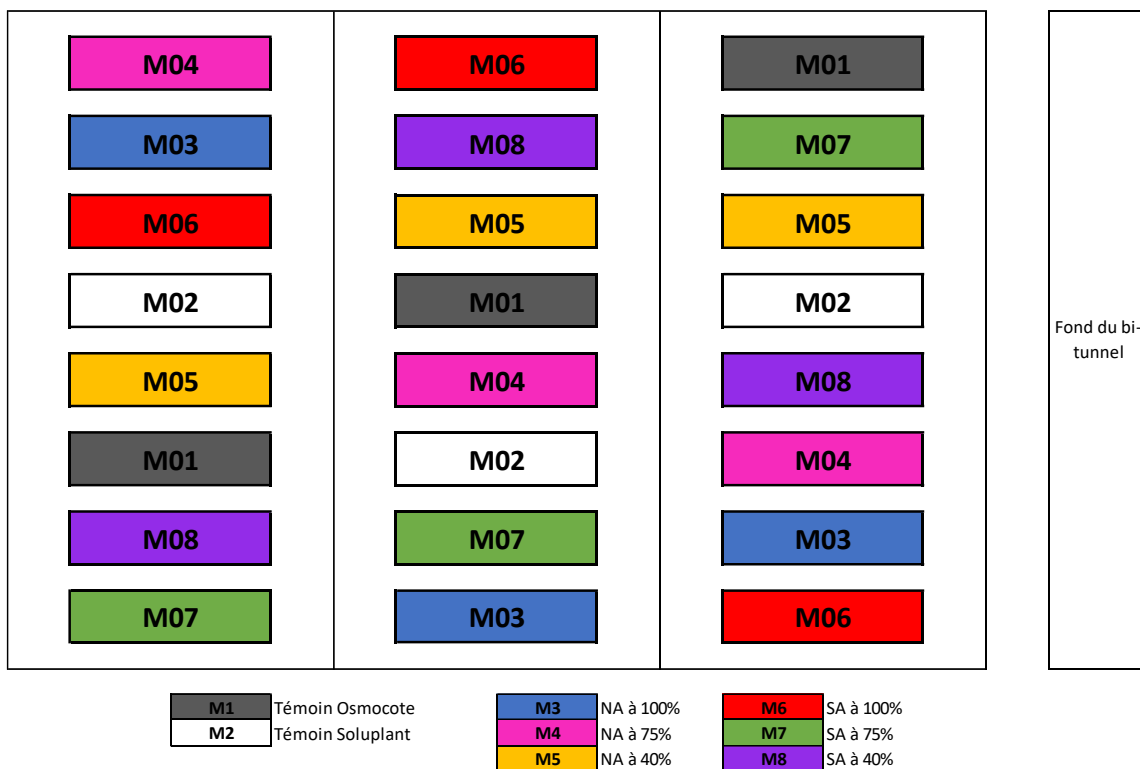 M04 M06 M01
M03 M08 M07
M06 M05 M05
M02 M01 M02
Fond du bi-
tunnel
M05 M04 M08
M01 M02 M04
M08 M07 M03
M07 M03 M06
M1 Témoin Osmocote M3 NA à 100% M6 SA à 100%
M2 Témoin Soluplant M4 NA à 75% M7 SA à 75%
M5 NA à 40% M8 SA à 40%